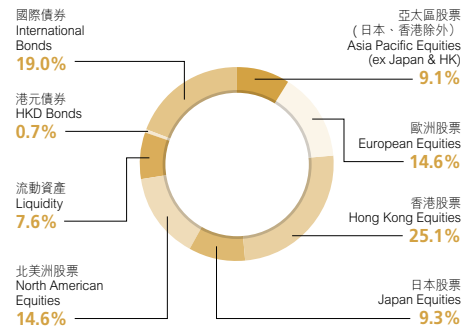 國際債券
International
Bonds
19.0%
港元債券
HKD Bonds
0.7%
流動資產
Liquidity
7.6%
北美洲股票
North American
Equities
14.6%
亞太區股票
(日本、香港除外)
Asia Pacific Equities
(ex Japan & HK)
9.1%
歐洲股票
European Equities
14.6%
香港股票
Hong Kong Equities
25.1%
日本股票
Japan Equities
9.3%